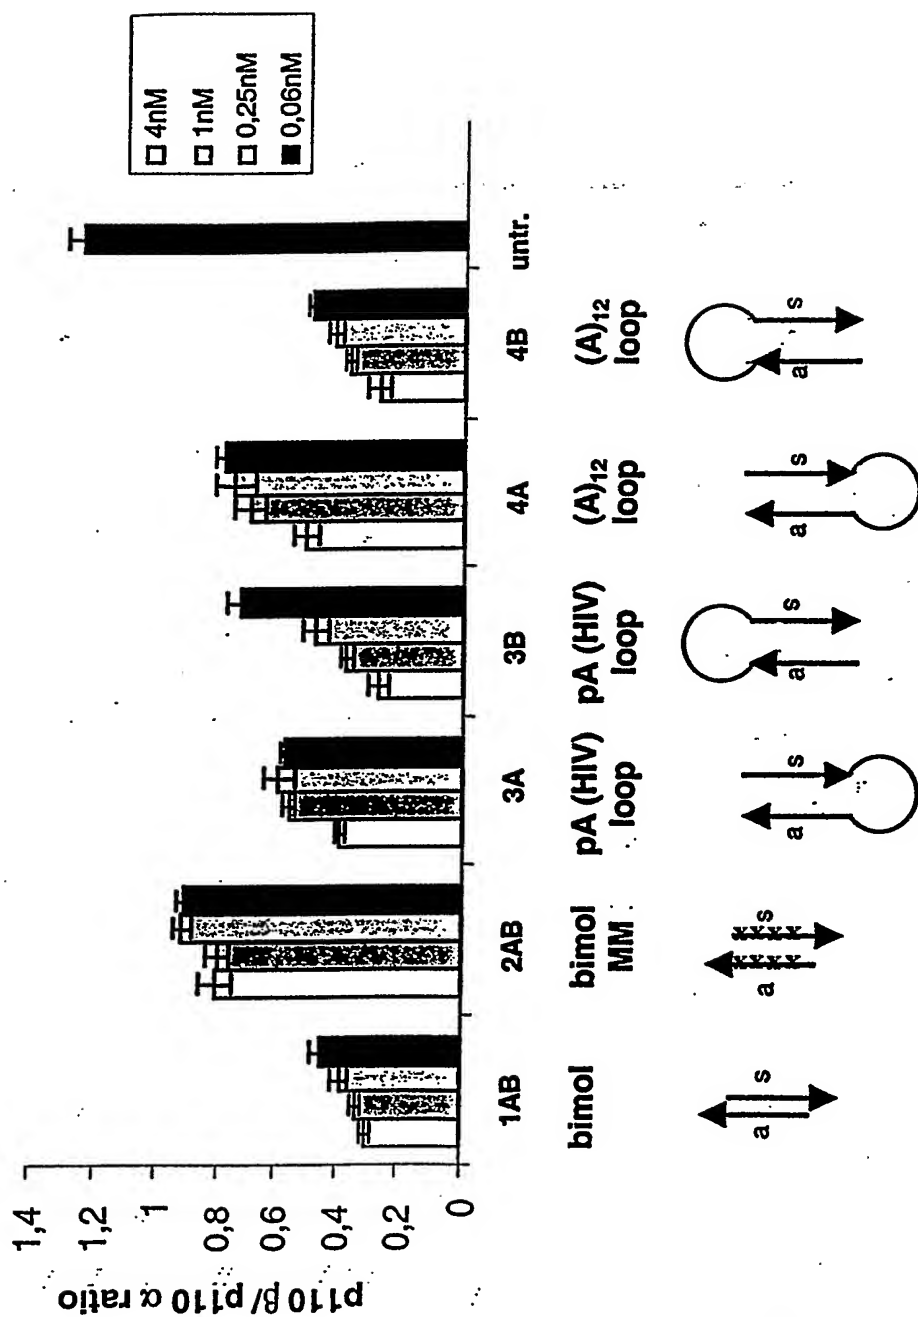 p110 β/ p110 α ratio
1,4
1,2
1
0,8
0,6
0,4
0,2
0
4nM
1nM
0,25nM
0,06nM
1AB 2AB 3A 3B 4A 4B untr.
bimol bimol pA (HIV) pA (HIV) (A)12 (A)12
MM loop loop loop loop
a s a s a s a s a s a s